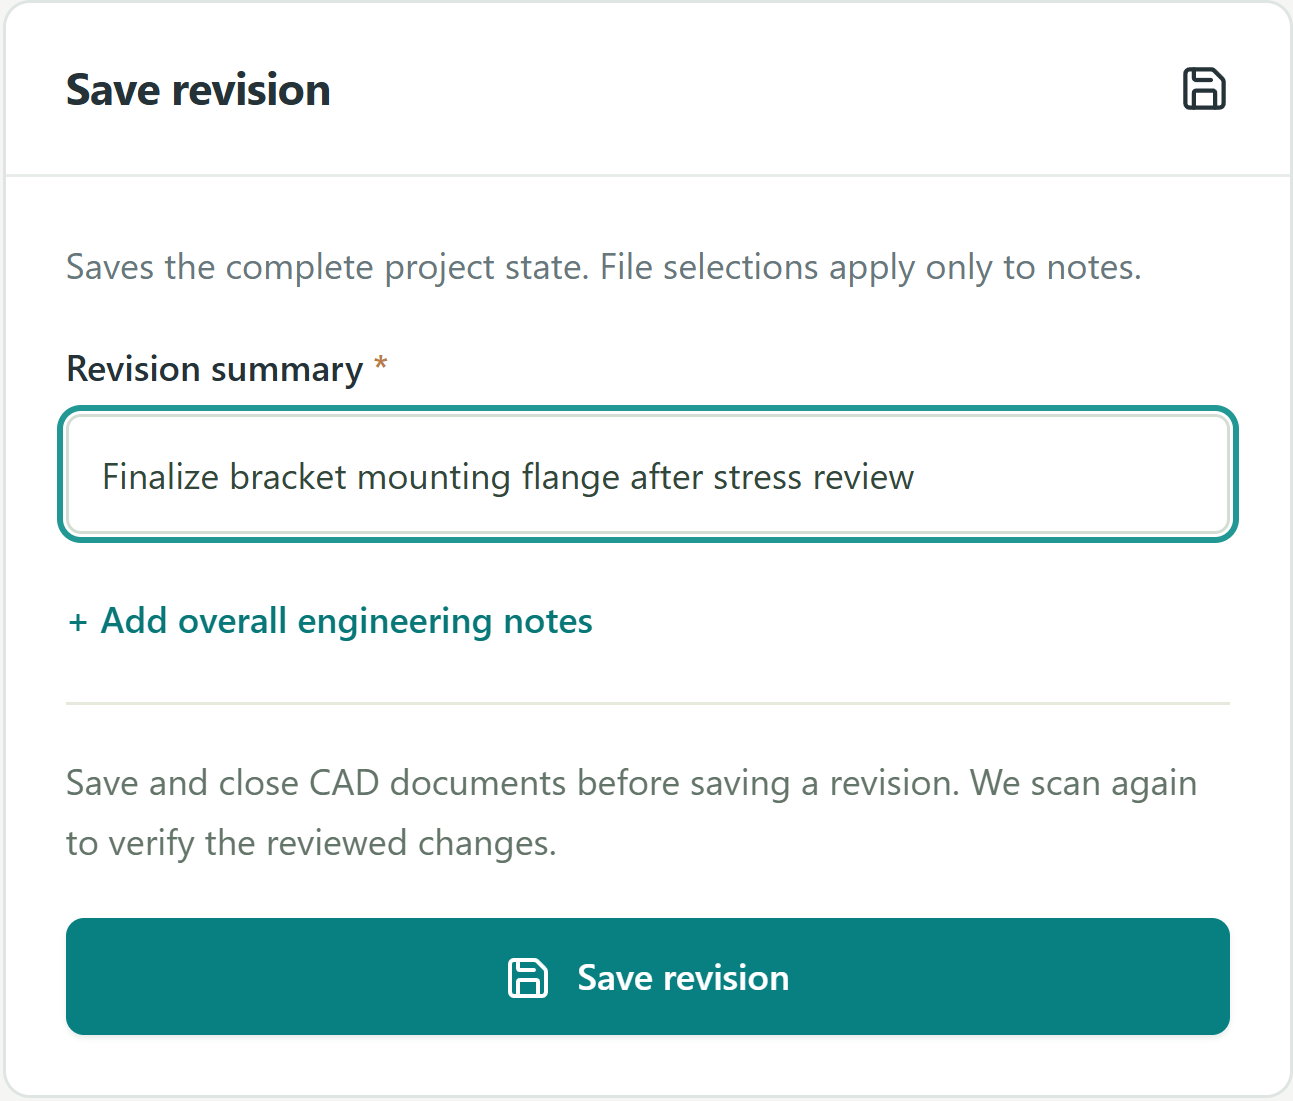 Save revision
Saves the complete project state. File selections apply only to notes.
Revision summary *
Finalize bracket mounting flange after stress review
+ Add overall engineering notes
Save and close CAD documents before saving a revision. We scan again
to verify the reviewed changes.
Save revision